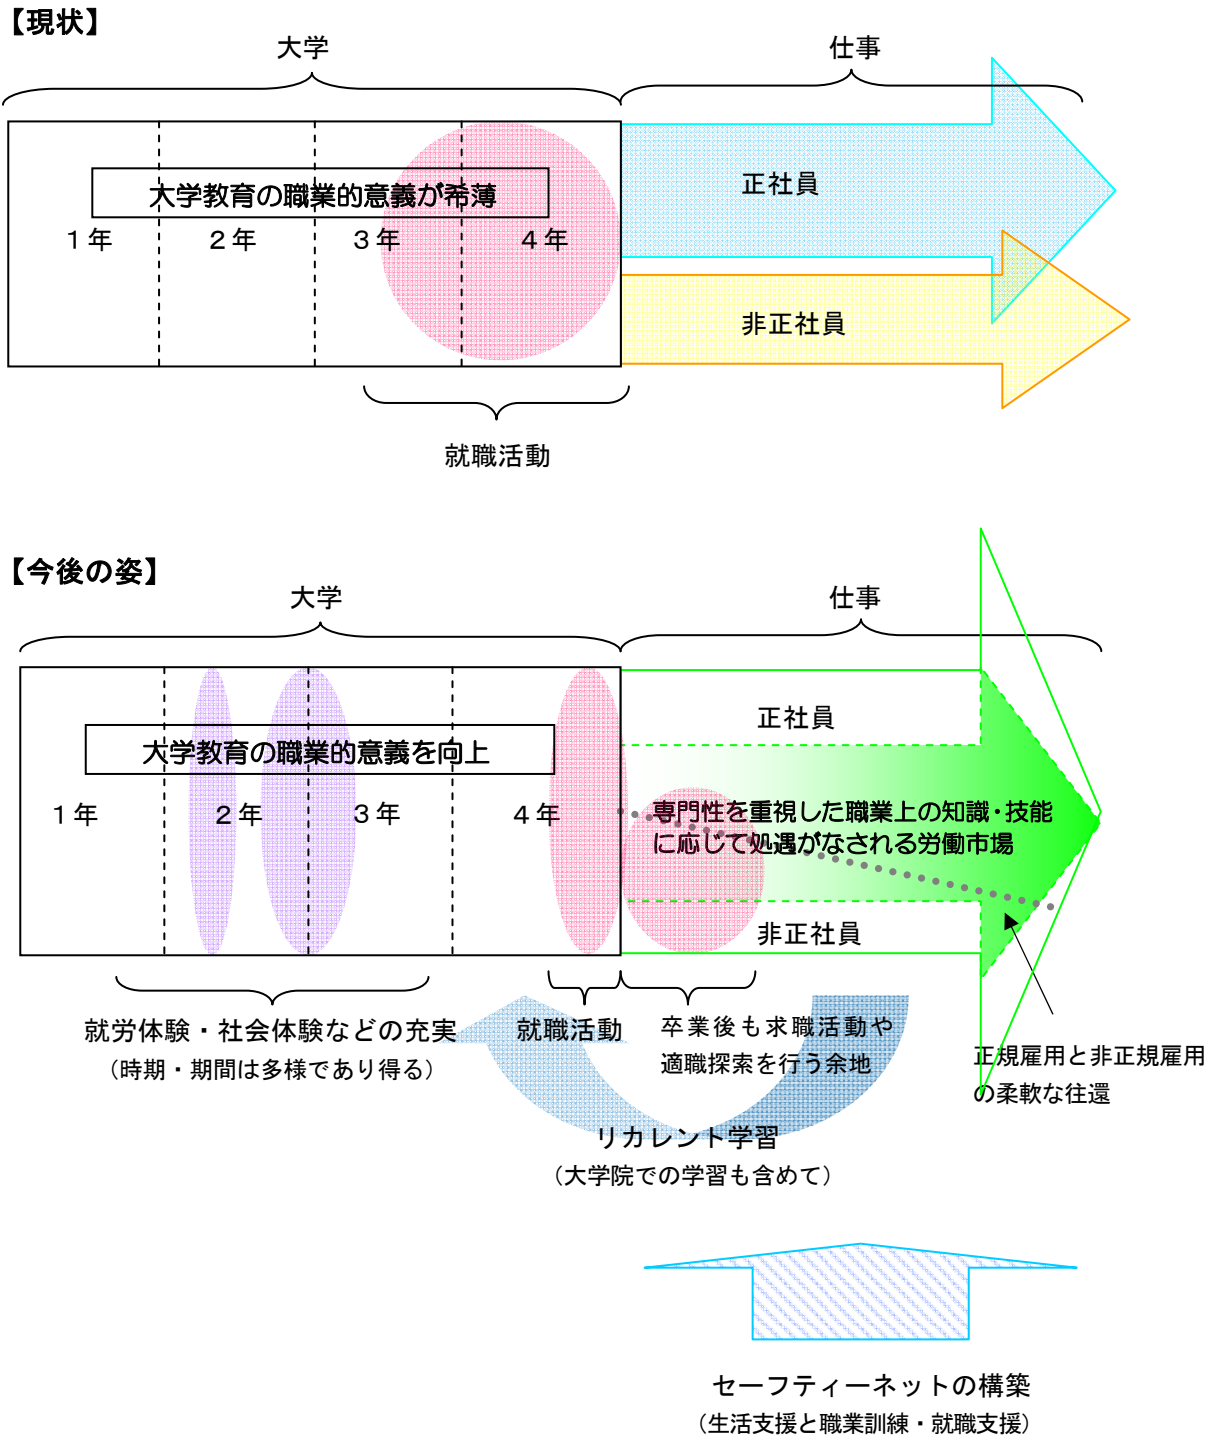 【現状】
大学
仕事
大学教育の職業的意義が希薄
１年
２年
３年
４年
正社員
非正社員
就職活動
【今後の姿】
大学
仕事
正社員
大学教育の職業的意義を向上
１年
２年
３年
４年
専門性を重視した職業上の知識・技能
に応じて処遇がなされる労働市場
非正社員
就労体験・社会体験などの充実
（時期・期間は多様であり得る）
就職活動
卒業後も求職活動や
適職探索を行う余地
正規雇用と非正規雇用
の柔軟な往還
リカレント学習
（大学院での学習も含めて）
セーフティーネットの構築
（生活支援と職業訓練・就職支援）